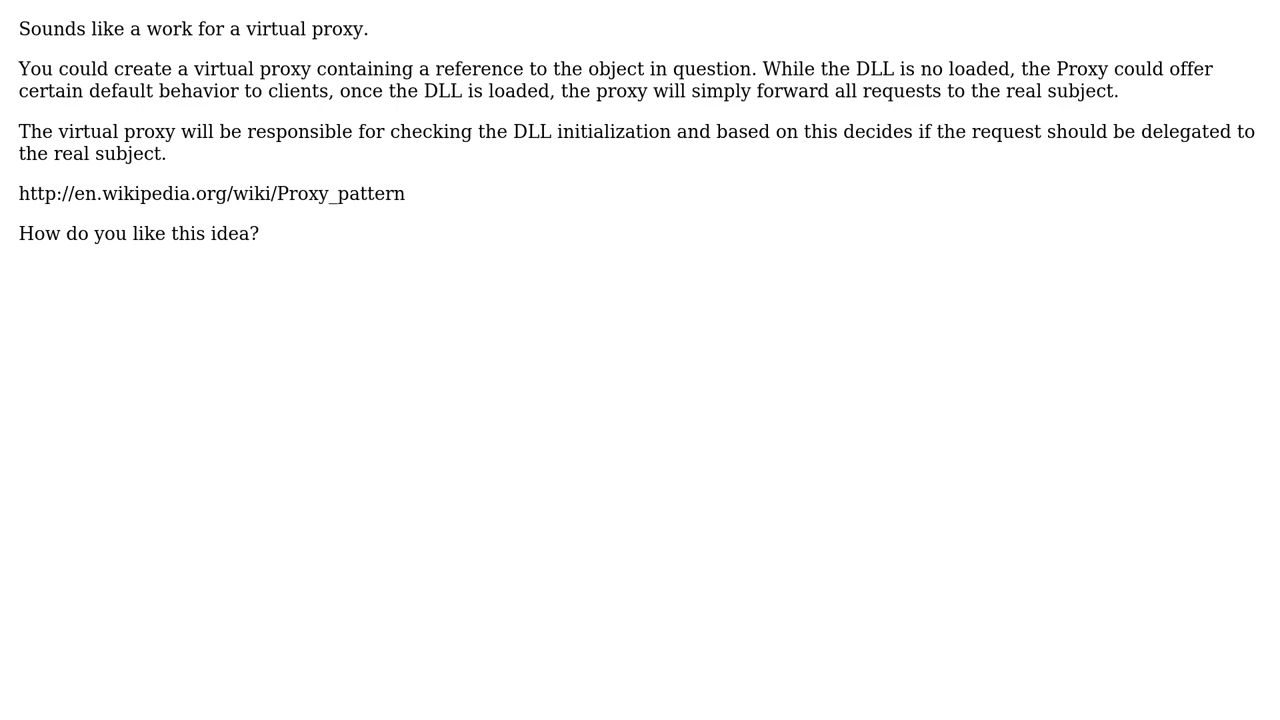 Sounds like a work for a virtual proxy.
You could create a virtual proxy containing a reference to the object in question. While the DLL is no loaded, the Proxy could offer
certain default behavior to clients, once the DLL is loaded, the proxy will simply forward all requests to the real subject.
The virtual proxy will be responsible for checking the DLL initialization and based on this decides if the request should be delegated to
the real subject.
http://en.wikipedia.org/wiki/Proxy_pattern
How do you like this idea?